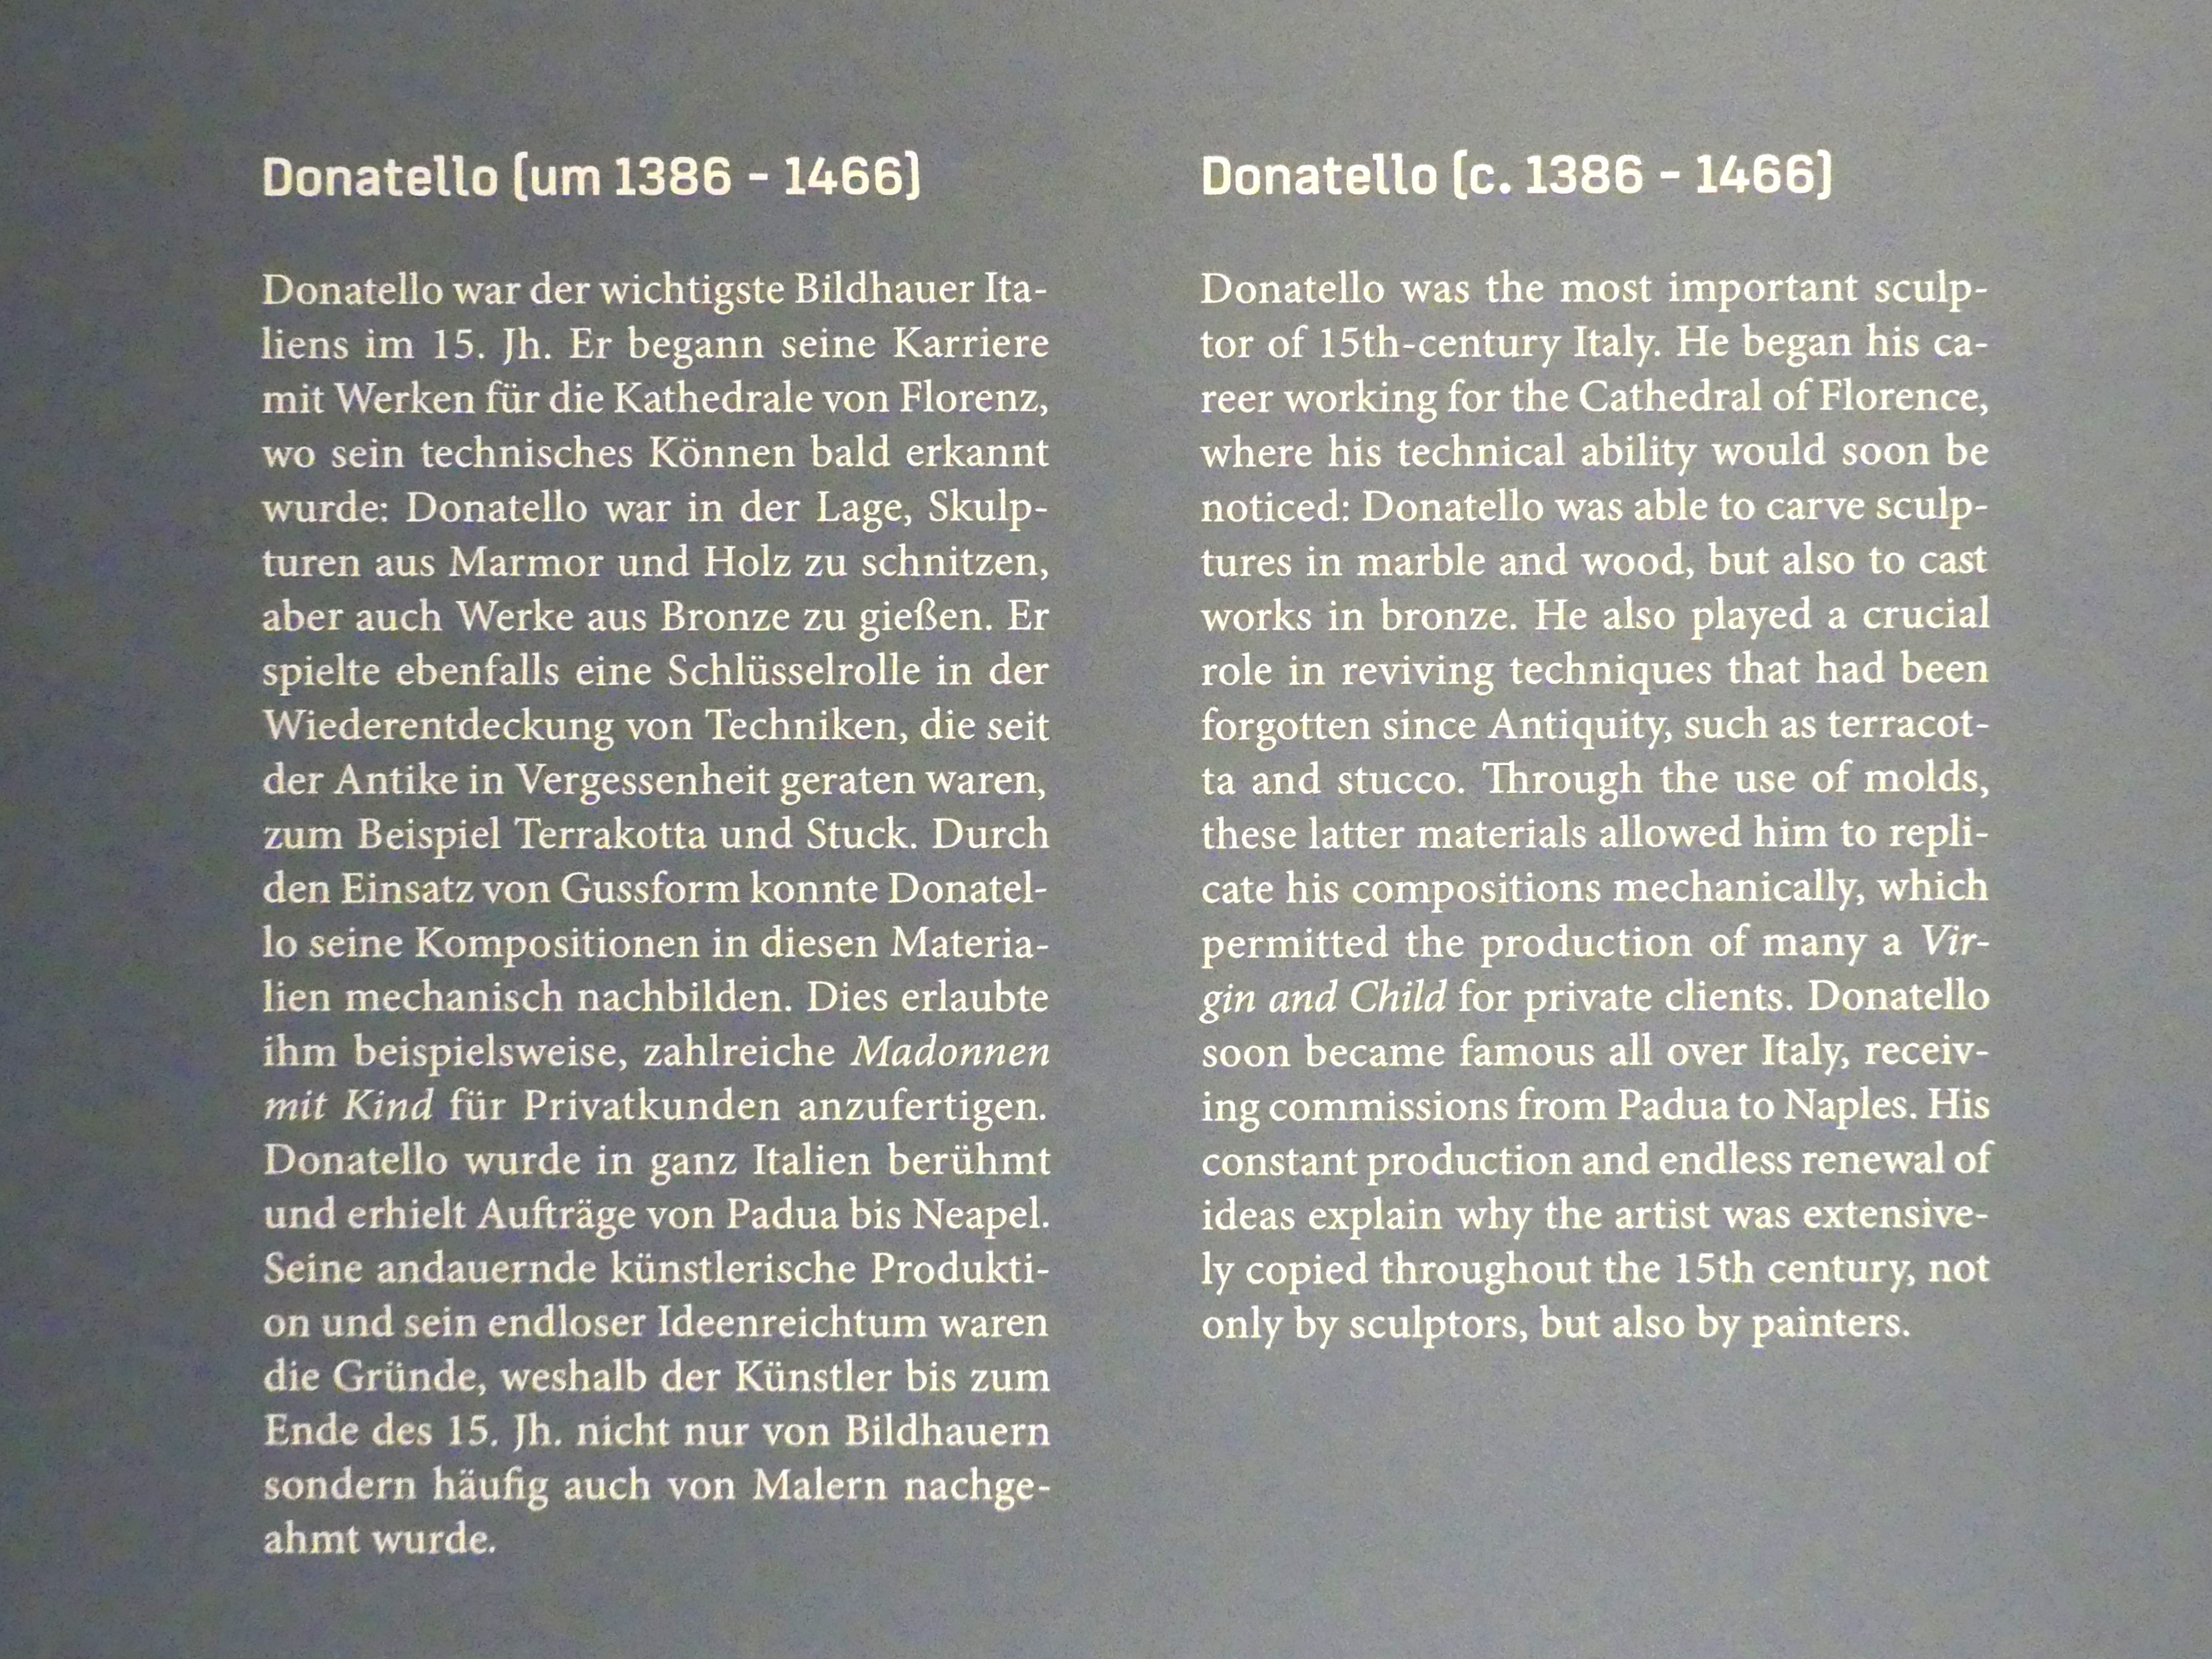 Donatello (um 1386 - 1466)
Donatello war der wichtigste Bildhauer Ita-
liens im 15. Jh. Er begann seine Karriere
mit Werken für die Kathedrale von Florenz,
wo sein technisches Können bald erkannt
wurde: Donatello war in der Lage, Skulp-
turen aus Marmor und Holz zu schnitzen,
aber auch Werke aus Bronze zu gießen. Er
spielte ebenfalls eine Schlüsselrolle in der
Wiederentdeckung von Techniken, die seit
der Antike in Vergessenheit geraten waren,
zum Beispiel Terrakotta und Stuck. Durch
den Einsatz von Gussform konnte Donatel-
lo seine Kompositionen in diesen Materia-
lien mechanisch nachbilden. Dies erlaubte
ihm beispielsweise, zahlreiche Madonnen
mit Kind für Privatkunden anzufertigen.
Donatello wurde in ganz Italien berühmt
und erhielt Aufträge von Padua bis Neapel.
Seine andauernde künstlerische Produkti-
on und sein endloser Ideenreichtum waren
die Gründe, weshalb der Künstler bis zum
Ende des 15. Jh. nicht nur von Bildhauern
sondern häufig auch von Malern nachge-
ahmt wurde.
Donatello (c. 1386 - 1466)
Donatello was the most important sculp-
tor of 15th-century Italy. He began his ca-
reer working for the Cathedral of Florence,
where his technical ability would soon be
noticed: Donatello was able to carve sculp-
tures in marble and wood, but also to cast
works in bronze. He also played a crucial
role in reviving techniques that had been
forgotten since Antiquity, such as terracot-
ta and stucco. Through the use of molds,
these latter materials allowed him to repli-
cate his compositions mechanically, which
permitted the production of many a Vir-
gin and Child for private clients. Donatello
soon became famous all over Italy, receiv-
ing commissions from Padua to Naples. His
constant production and endless renewal of
ideas explain why the artist was extensive-
ly copied throughout the 15th century, not
only by sculptors, but also by painters.